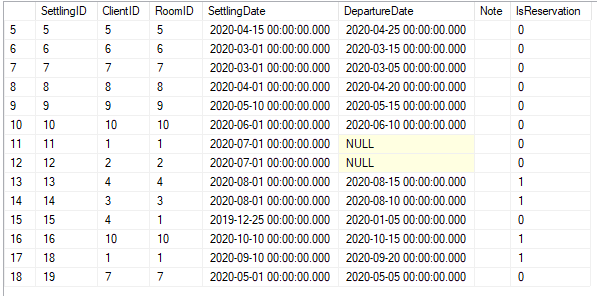 SettlingID ClientID RoomID SettlingDate DepartureDate Note IsReservation
5 5 5 5 2020-04-15 00:00:00.000 2020-04-25 00:00:00.000 0
6 6 6 6 2020-03-01 00:00:00.000 2020-03-15 00:00:00.000 0
7 7 7 7 2020-03-01 00:00:00.000 2020-03-05 00:00:00.000 0
8 8 8 8 2020-04-01 00:00:00.000 2020-04-20 00:00:00.000 0
9 9 9 9 2020-05-10 00:00:00.000 2020-05-15 00:00:00.000 0
10 10 10 10 2020-06-01 00:00:00.000 2020-06-10 00:00:00.000 0
11 11 1 1 2020-07-01 00:00:00.000 NULL 0
12 12 2 2 2020-07-01 00:00:00.000 NULL 0
13 13 4 4 2020-08-01 00:00:00.000 2020-08-15 00:00:00.000 1
14 14 3 3 2020-08-01 00:00:00.000 2020-08-10 00:00:00.000 1
15 15 4 1 2019-12-25 00:00:00.000 2020-01-05 00:00:00.000 0
16 16 10 10 2020-10-10 00:00:00.000 2020-10-15 00:00:00.000 1
17 18 1 1 2020-09-10 00:00:00.000 2020-09-20 00:00:00.000 1
18 19 7 7 2020-05-01 00:00:00.000 2020-05-05 00:00:00.000 0